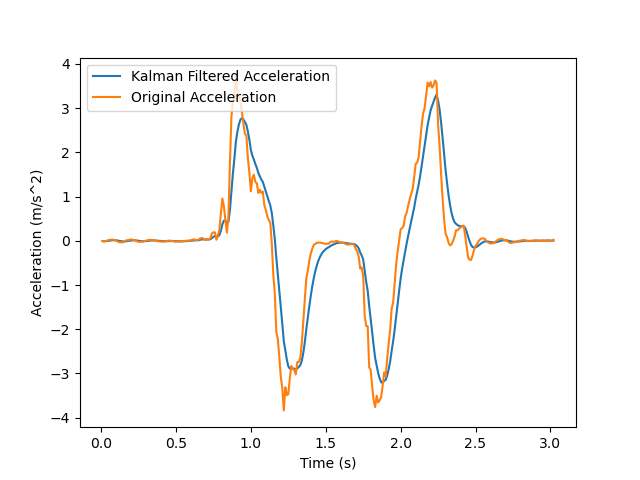 Kalman Filtered Acceleration
Original Acceleration
4
3
2
1
0
−1
−2
−3
−4
Acceleration (m/s^2)
0.0 0.5 1.0 1.5 2.0 2.5 3.0
Time (s)